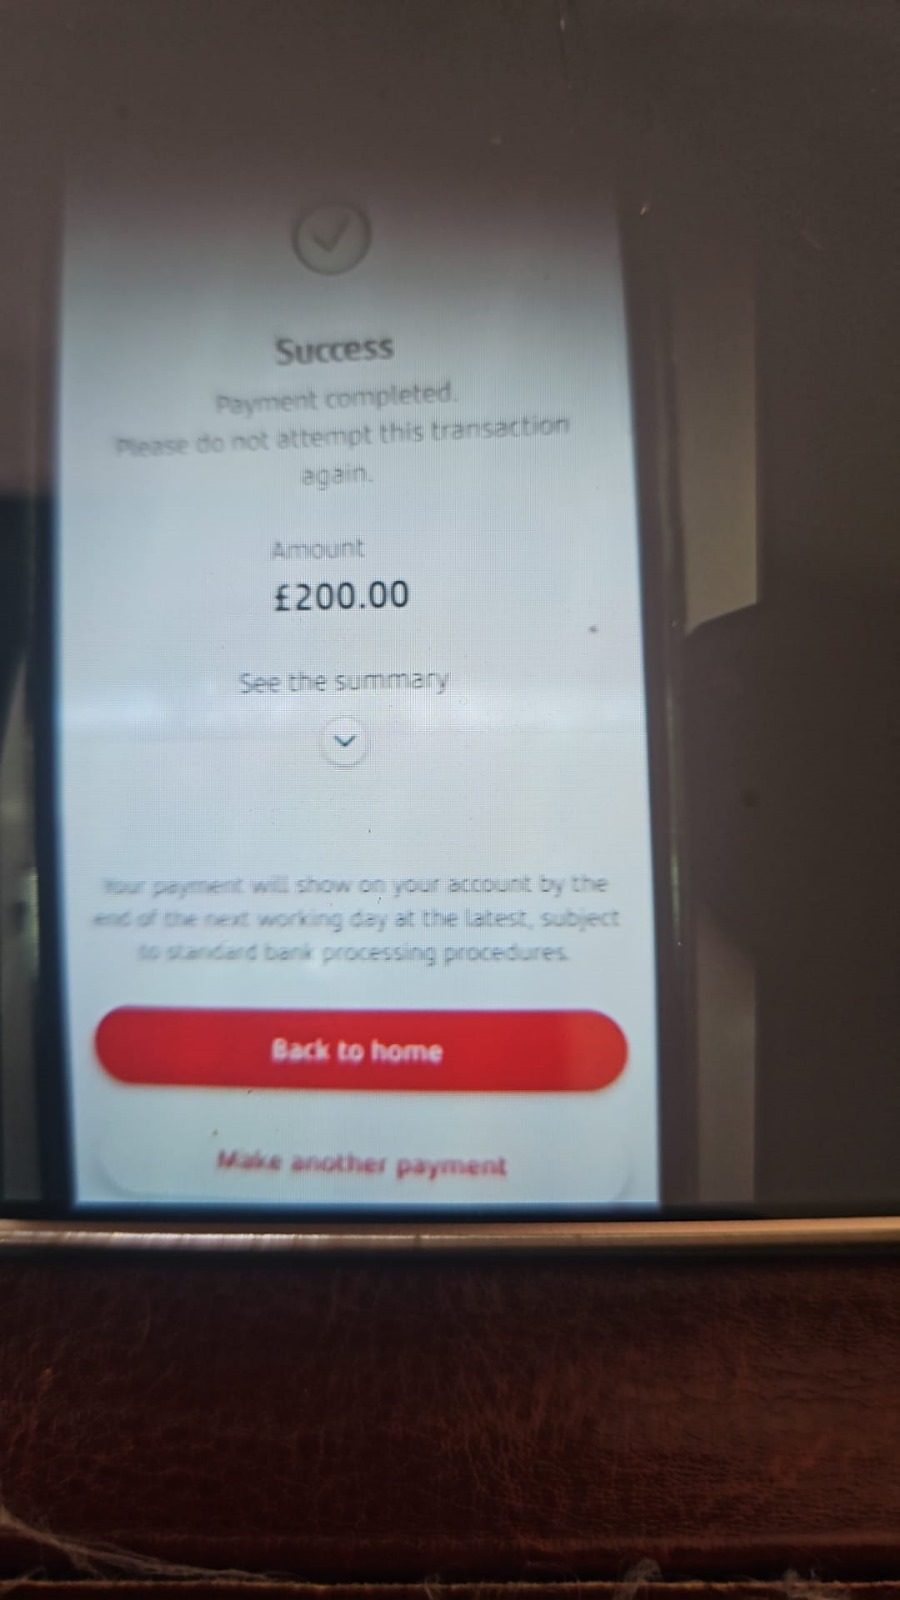 Success
Payment completed.
Please do not attempt this transaction
again.
Amount
£200.00
See the summary
Your payment will show on your account by the
end of the next working day at the latest, subject
to standard bank processing procedures.
Back to home
Make another payment